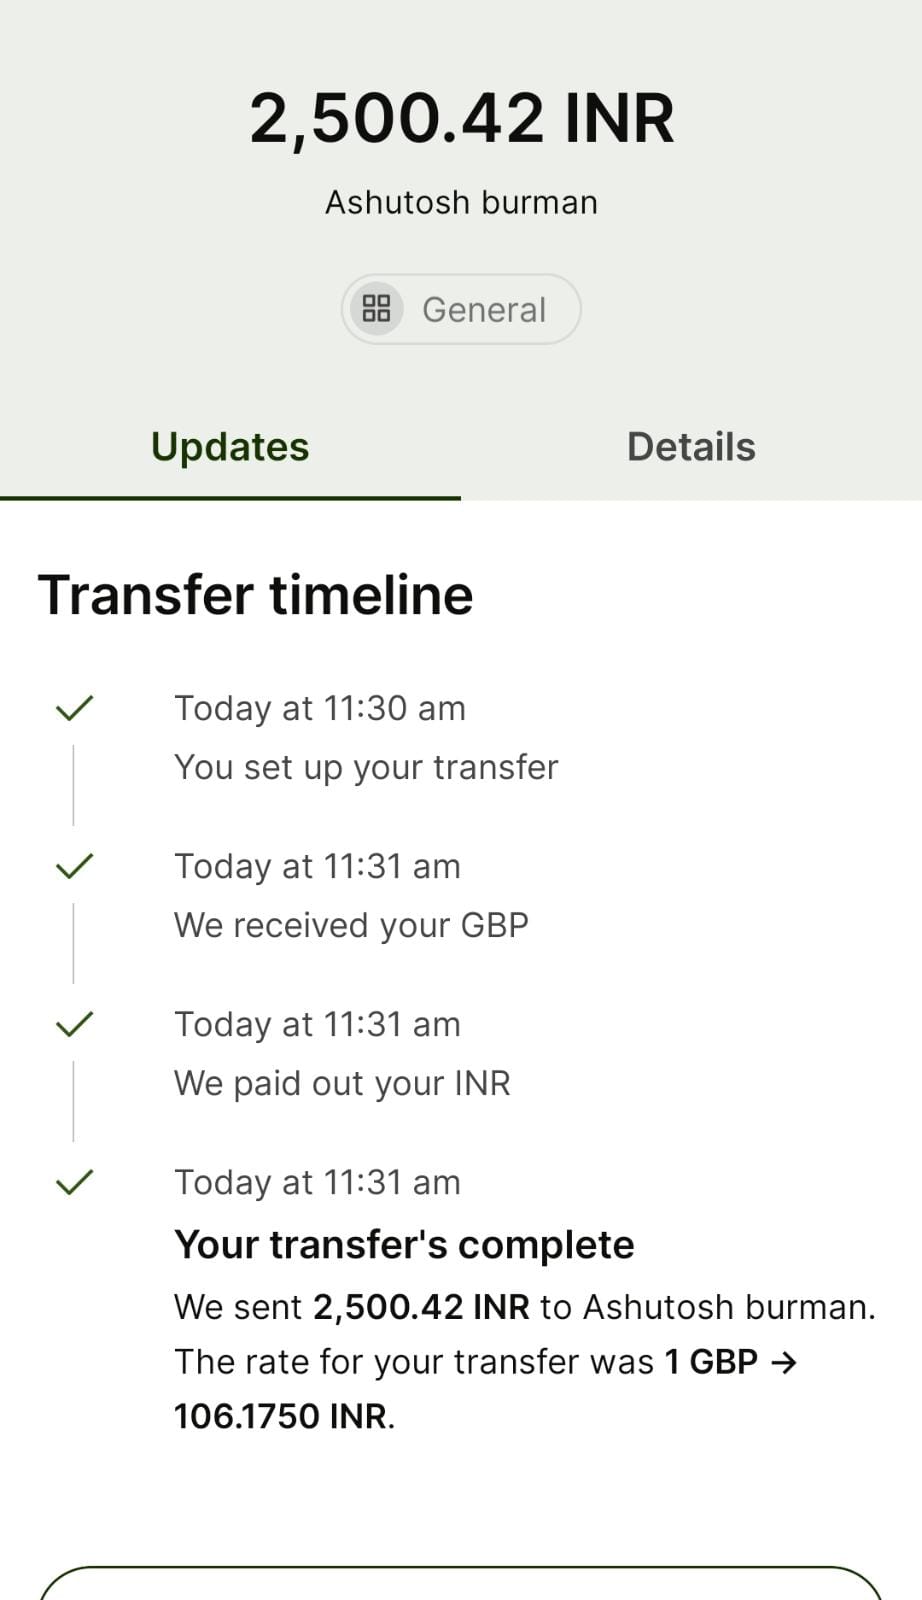 2,500.42 INR
Ashutosh burman
General
Updates
Details
Transfer timeline
Today at 11:30 am
You set up your transfer
Today at 11:31 am
We received your GBP
Today at 11:31 am
We paid out your INR
Today at 11:31 am
Your transfer's complete
We sent 2,500.42 INR to Ashutosh burman.
The rate for your transfer was 1 GBP →
106.1750 INR.